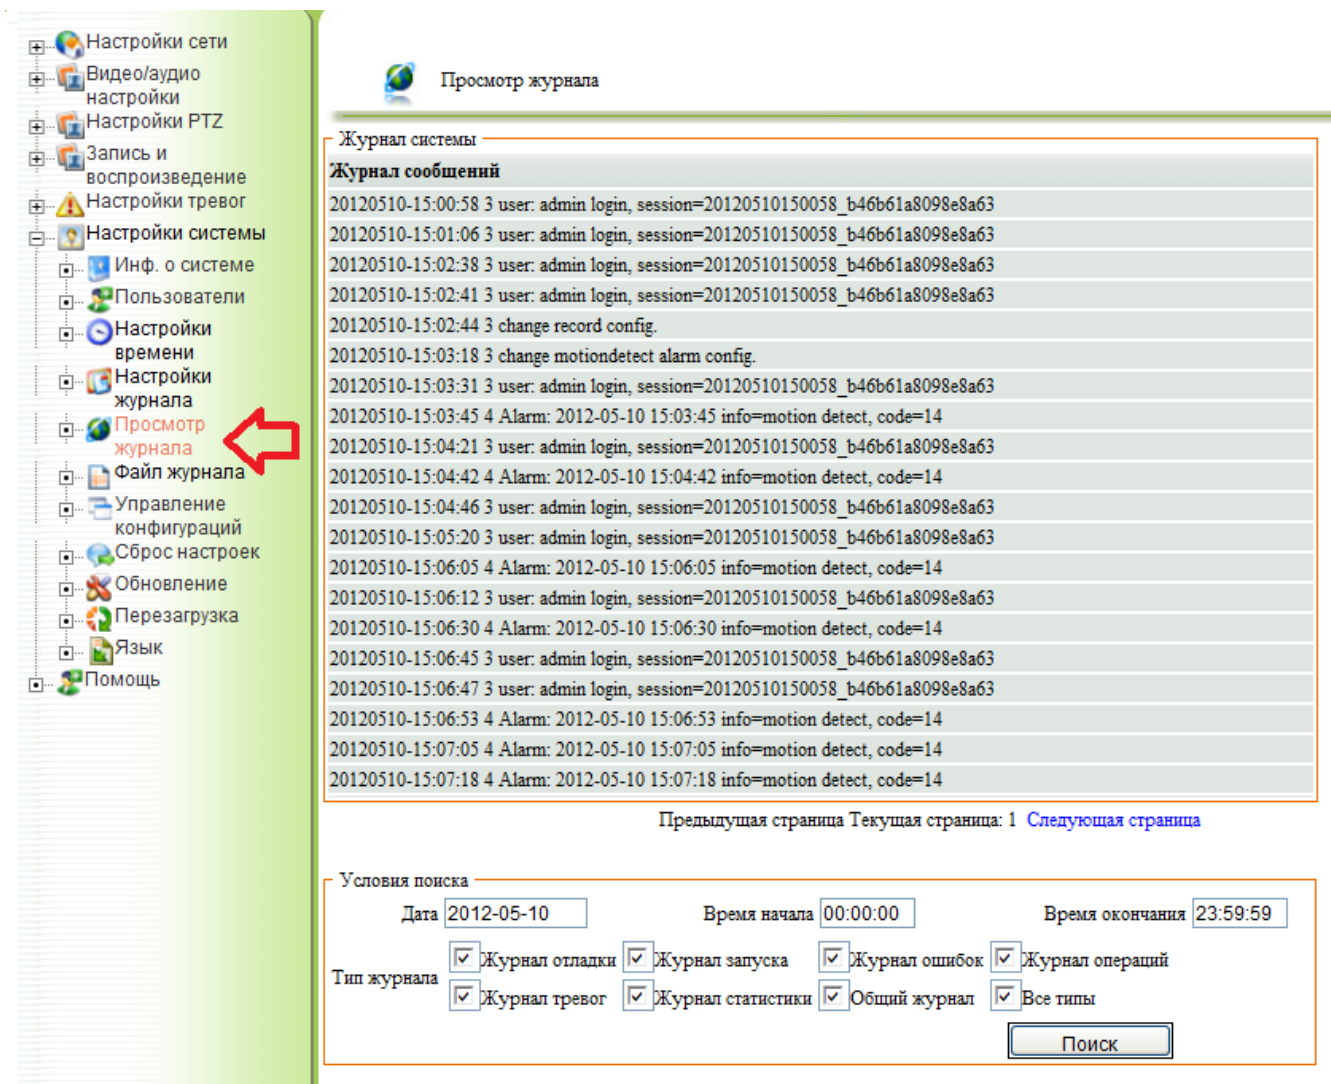 Настройки сети
Видео/аудио
настройки
Настройки PTZ
Запись и
воспроизведение
Настройки тревог
Настройки системы
Инф. о системе
Пользователи
Настройки
времени
Настройки
журнала
Просмотр
журнала
Файл журнала
Управление
конфигураций
Сброс настроек
Обновление
Перезагрузка
Язык
Помощь
Просмотр журнала
Журнал системы
Журнал сообщений
20120510-15:00:58 3 user: admin login, session=20120510150058_b46b61a8098e8a63
20120510-15:01:06 3 user: admin login, session=20120510150058_b46b61a8098e8a63
20120510-15:02:38 3 user: admin login, session=20120510150058_b46b61a8098e8a63
20120510-15:02:41 3 user: admin login, session=20120510150058_b46b61a8098e8a63
20120510-15:02:44 3 change record config.
20120510-15:03:18 3 change motiondetect alarm config.
20120510-15:03:31 3 user: admin login, session=20120510150058_b46b61a8098e8a63
20120510-15:03:45 4 Alarm: 2012-05-10 15:03:45 info=motion detect, code=14
20120510-15:04:21 3 user: admin login, session=20120510150058_b46b61a8098e8a63
20120510-15:04:42 4 Alarm: 2012-05-10 15:04:42 info=motion detect, code=14
20120510-15:04:46 3 user: admin login, session=20120510150058_b46b61a8098e8a63
20120510-15:05:20 3 user: admin login, session=20120510150058_b46b61a8098e8a63
20120510-15:06:05 4 Alarm: 2012-05-10 15:06:05 info=motion detect, code=14
20120510-15:06:12 3 user: admin login, session=20120510150058_b46b61a8098e8a63
20120510-15:06:30 4 Alarm: 2012-05-10 15:06:30 info=motion detect, code=14
20120510-15:06:45 3 user: admin login, session=20120510150058_b46b61a8098e8a63
20120510-15:06:47 3 user: admin login, session=20120510150058_b46b61a8098e8a63
20120510-15:06:53 4 Alarm: 2012-05-10 15:06:53 info=motion detect, code=14
20120510-15:07:05 4 Alarm: 2012-05-10 15:07:05 info=motion detect, code=14
20120510-15:07:18 4 Alarm: 2012-05-10 15:07:18 info=motion detect, code=14
Предыдущая страница Текущая страница: 1 Следующая страница
Условия поиска
Дата 2012-05-10 Время начала 00:00:00 Время окончания 23:59:59
Тип журнала
Журнал отладки Журнал запуска Журнал ошибок Журнал операций
Журнал тревог Журнал статистики Общий журнал Все типы
Поиск